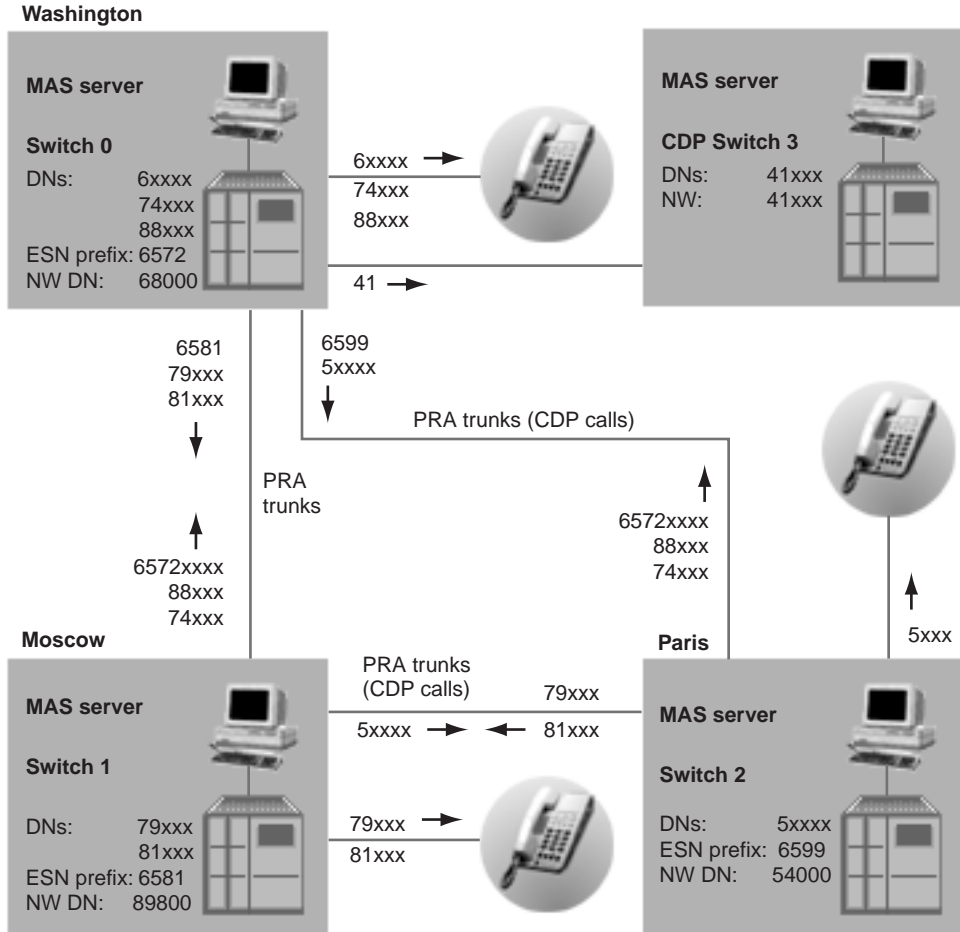 Washington
MAS server
Switch 0
DNs: 6xxxx
74xxx
88xxx
ESN prefix: 6572
NW DN: 68000
6xxxx
74xxx
88xxx
41
MAS server
CDP Switch 3
DNs: 41xxx
NW: 41xxx
6581
79xxx
81xxx
6599
5xxxx
PRA trunks (CDP calls)
PRA
trunks
6572xxxx
88xxx
74xxx
6572xxxx
88xxx
74xxx
5xxx
Moscow
MAS server
Switch 1
DNs: 79xxx
81xxx
ESN prefix: 6581
NW DN: 89800
PRA trunks
(CDP calls)
79xxx
5xxxx
81xxx
79xxx
81xxx
Paris
MAS server
Switch 2
DNs: 5xxxx
ESN prefix: 6599
NW DN: 54000